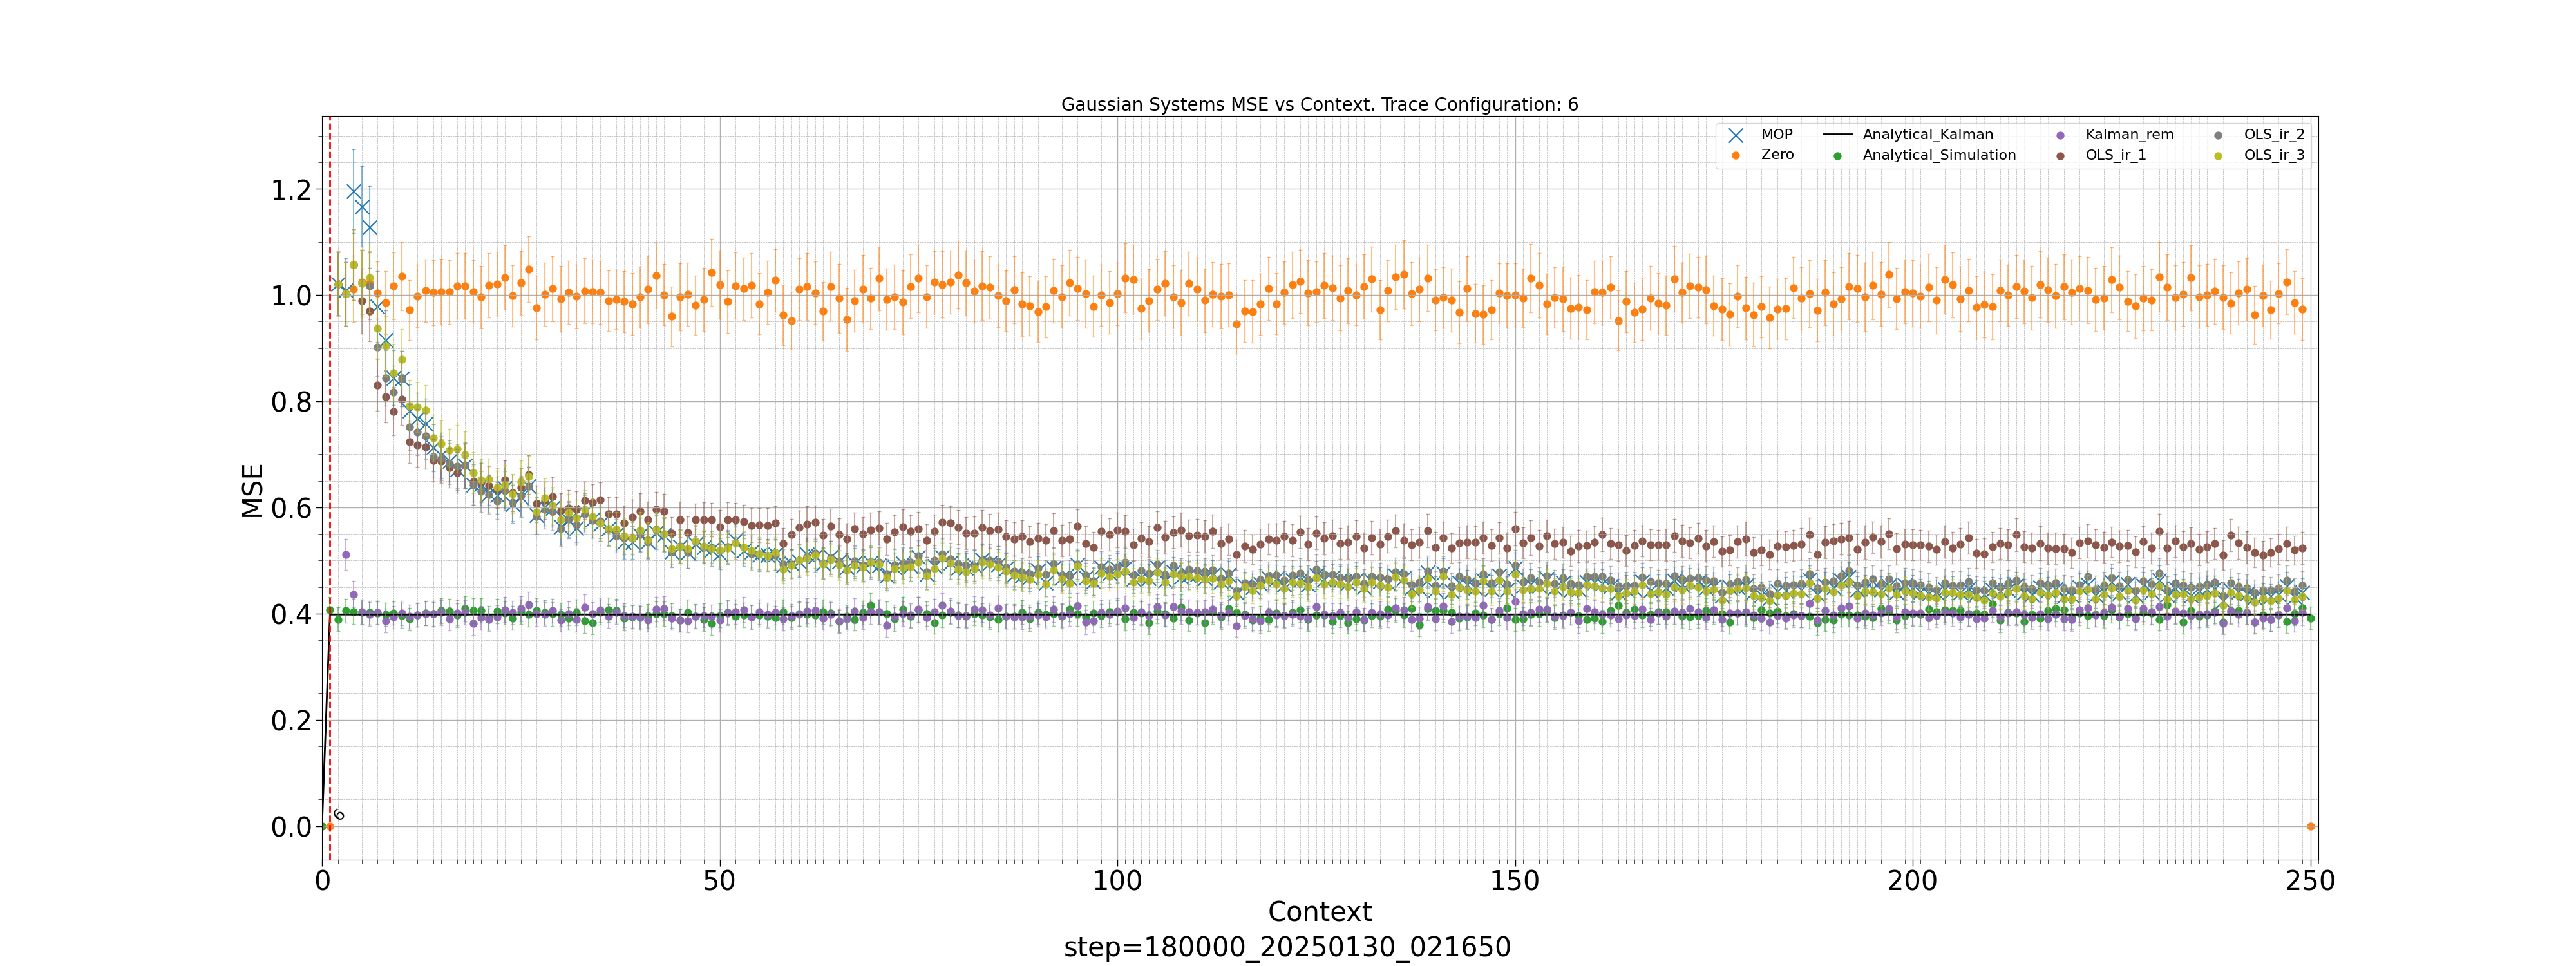 Gaussian Systems MSE vs Context. Trace Configuration: 6
MOP
Zero
Analytical_Kalman
Analytical_Simulation
Kalman_rem
OLS_ir_1
OLS_ir_2
OLS_ir_3
MSE
1.2
1.0
0.8
0.6
0.4
0.2
0.0
6
0 50 100 150 200 250
Context
step=180000_20250130_021650